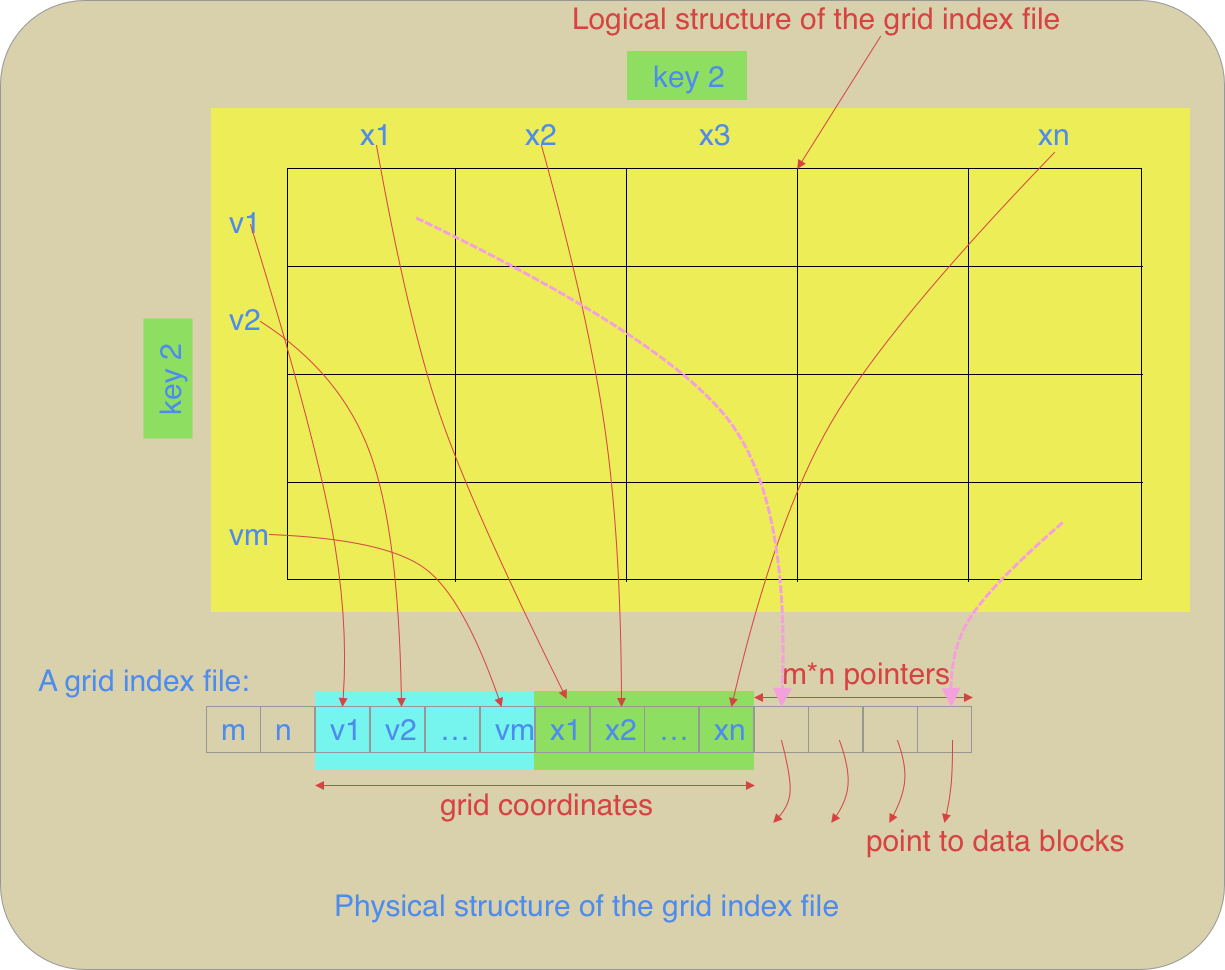 Logical structure of the grid index file
key 2
x1 x2 x3 xn
v1
v2
key 2
vm
A grid index file:
m*n pointers
m n v1 v2 ... vm x1 x2 ... xn
grid coordinates
point to data blocks
Physical structure of the grid index file